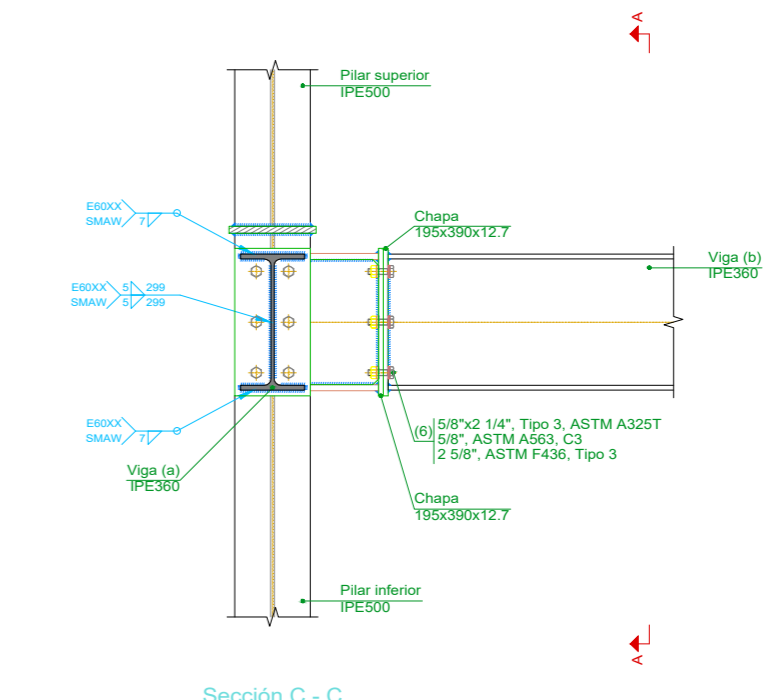 A
Pilar superior
IPE500
E60XX
SMAW
7
Chapa
195x390x12.7
Viga (b)
IPE360
E60XX 5 299
SMAW 5 299
E60XX
SMAW
7
(6)
5/8"x2 1/4", Tipo 3, ASTM A325T
5/8", ASTM A563, C3
2 5/8", ASTM F436, Tipo 3
Viga (a)
IPE360
Chapa
195x390x12.7
Pilar inferior
IPE500
A
Sección C - C